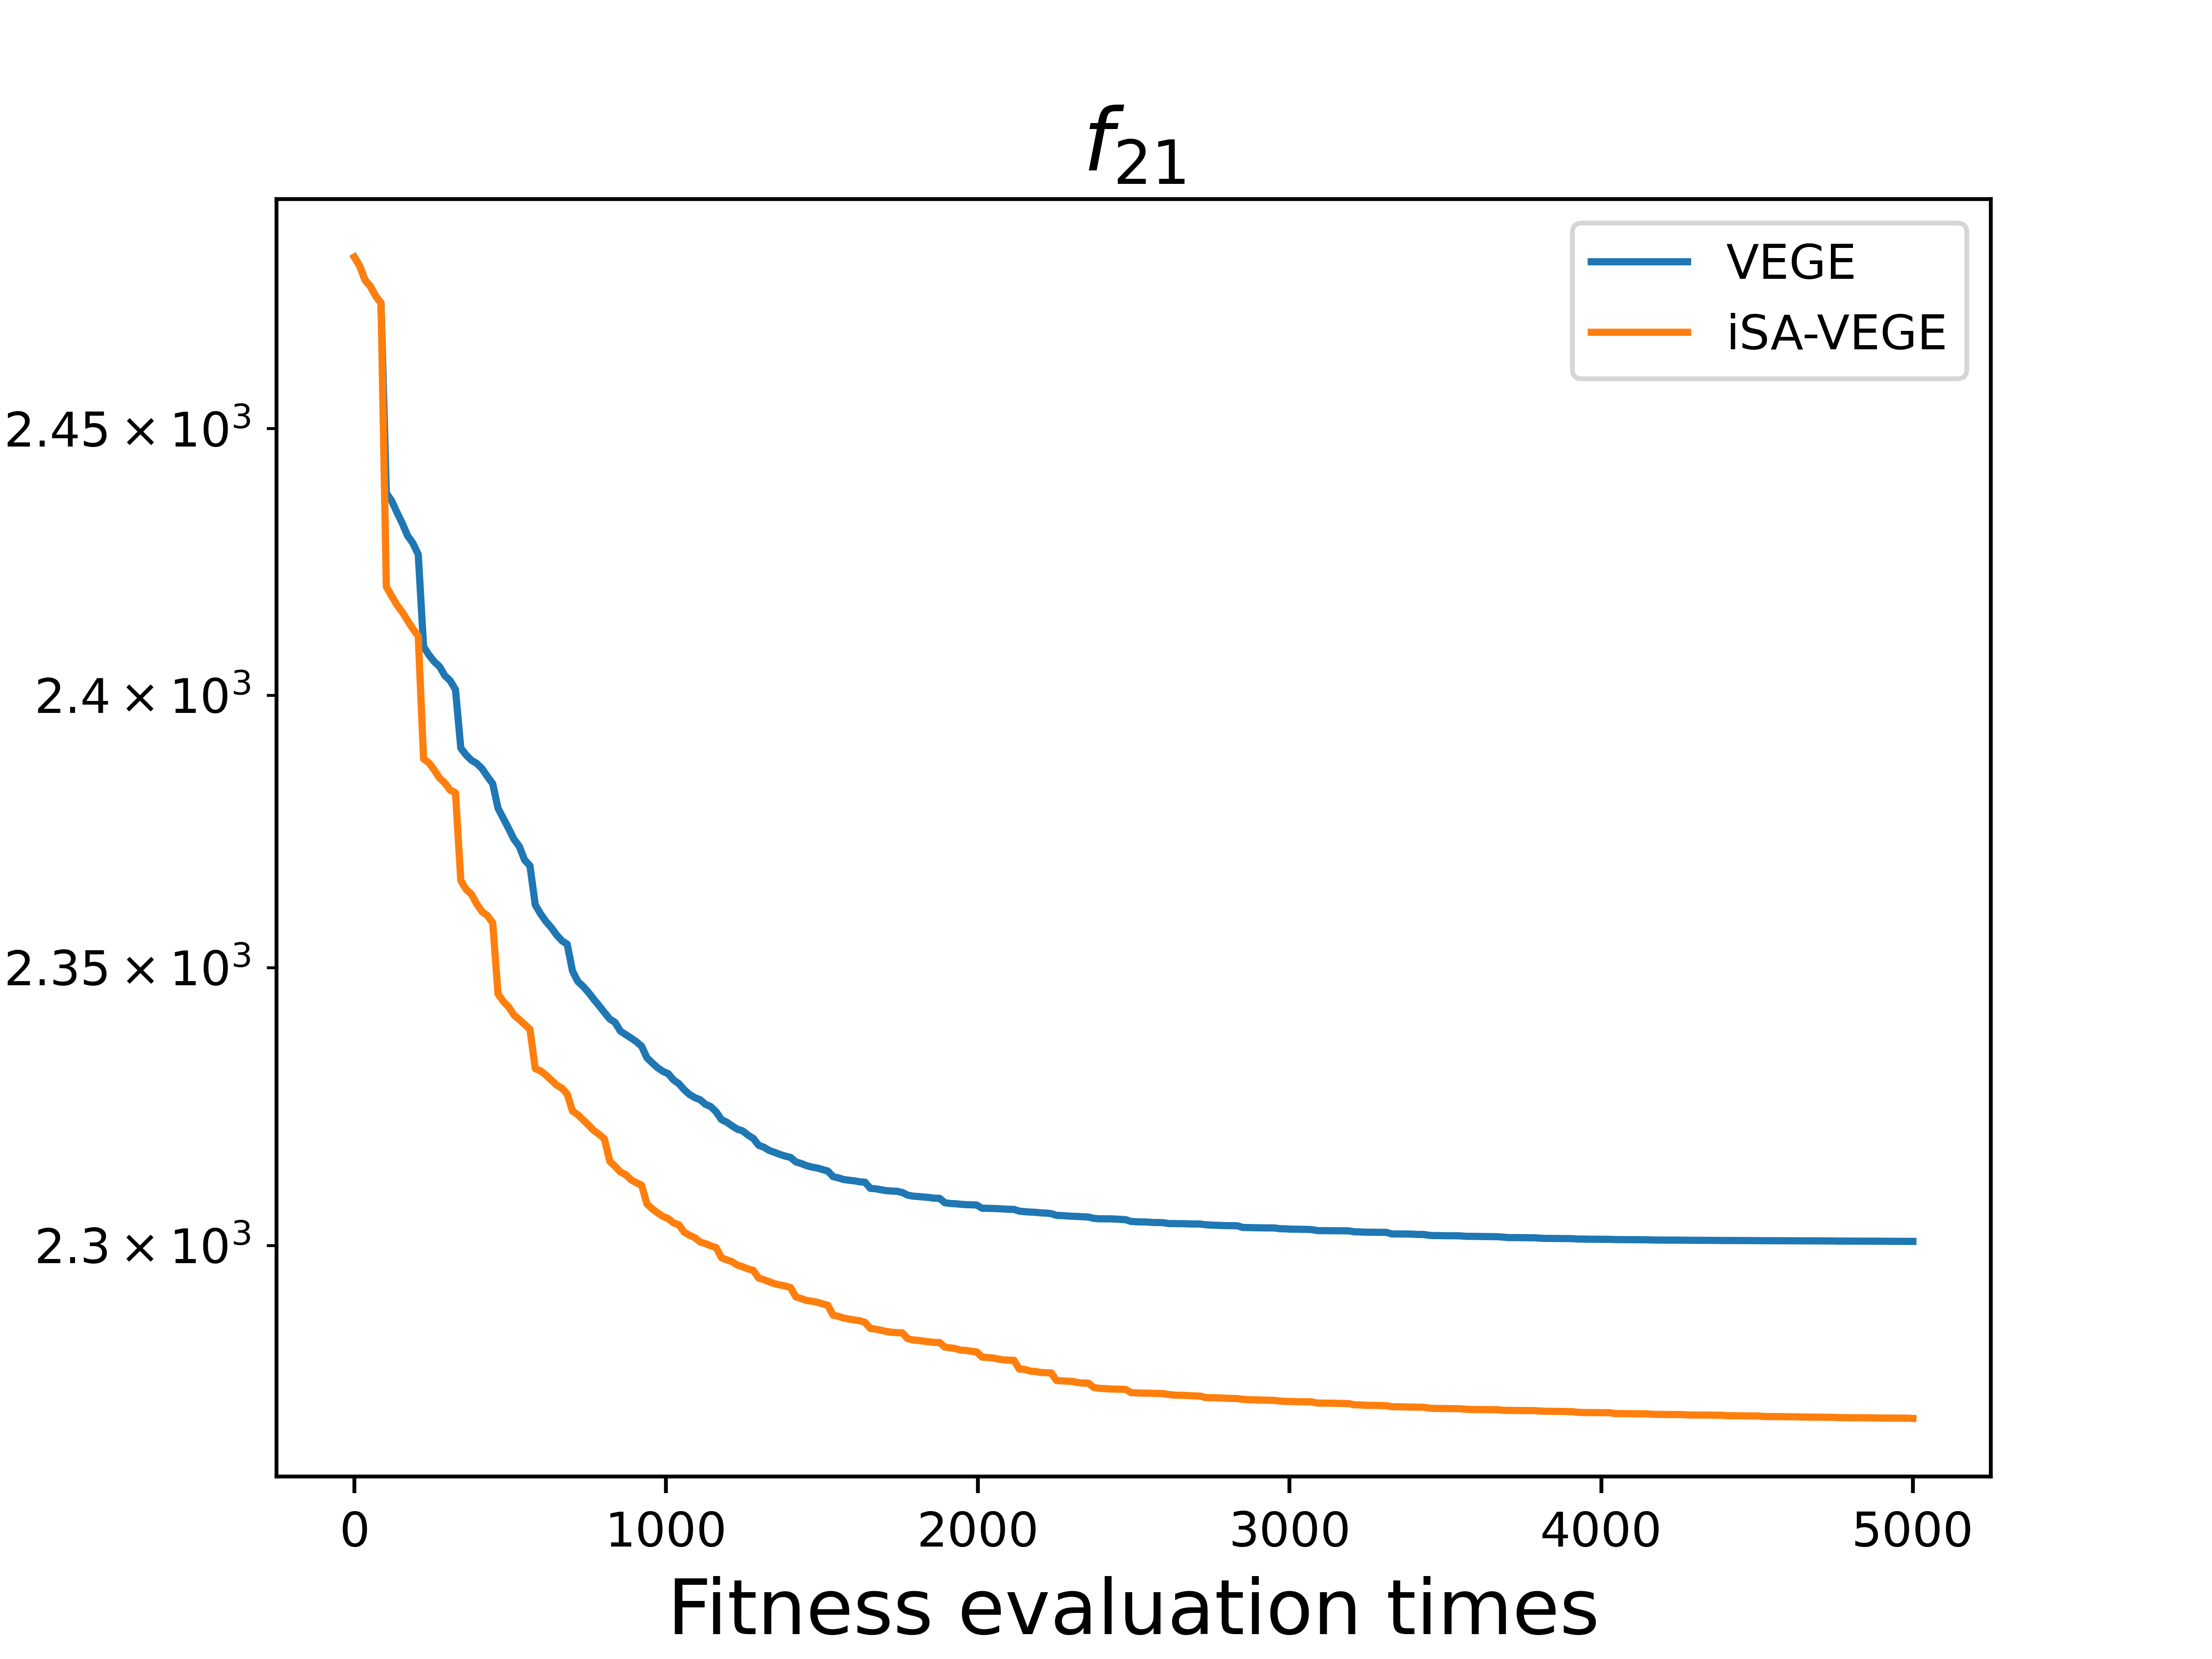 f₂₁
VEGE
iSA-VEGE
2.45 × 10³
2.4 × 10³
2.35 × 10³
2.3 × 10³
0 1000 2000 3000 4000 5000
Fitness evaluation times